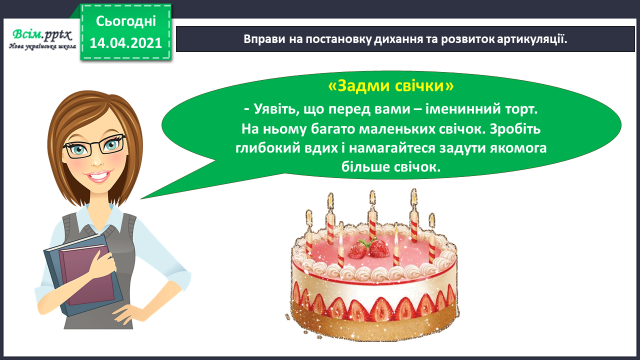 Всім.pptx
Нова українська школа
Сьогодні
14.04.2021
Вправи на постановку дихання та розвиток артикуляції.
«Задми свічки»
- Уявіть, що перед вами – іменинний торт.
На ньому багато маленьких свічок. Зробіть
глибокий вдих і намагайтеся задути якомога
більше свічок.